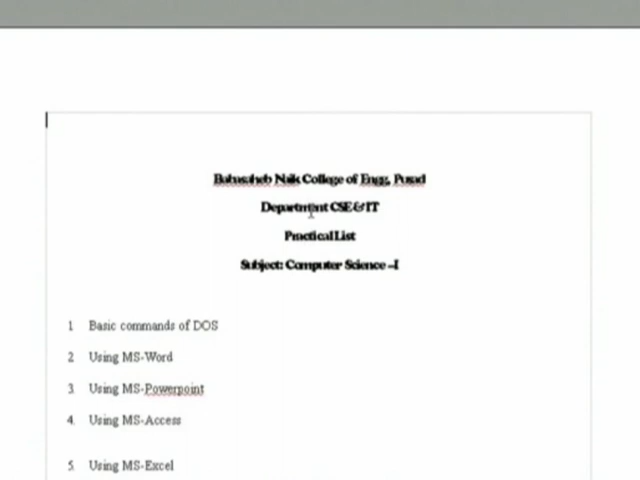 Babasaheb Naik College of Engg, Pusad
Department CSE & IT
Practical List
Subject: Computer Science –I
1 Basic commands of DOS
2 Using MS-Word
3. Using MS-Powerpoint
4. Using MS-Access
5. Using MS-Excel